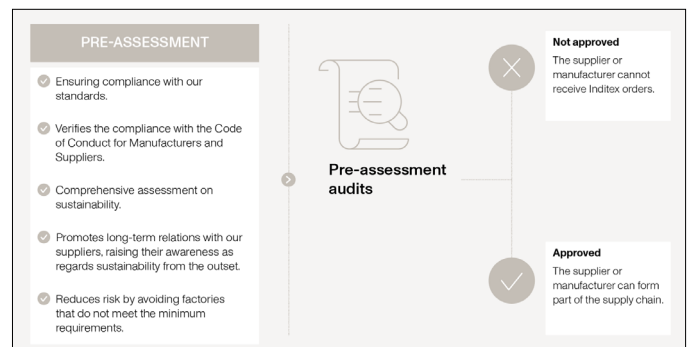 PRE-ASSESSMENT
Ensuring compliance with our
standards.
Verifies the compliance with the Code
of Conduct for Manufacturers and
Suppliers.
Comprehensive assessment on
sustainability.
Promotes long-term relations with our
suppliers, raising their awareness as
regards sustainability from the outset.
Reduces risk by avoiding factories
that do not meet the minimum
requirements.
Pre-assessment
audits
Not approved
The supplier or
manufacturer cannot
receive Inditex orders.
Approved
The supplier or
manufacturer can form
part of the supply chain.